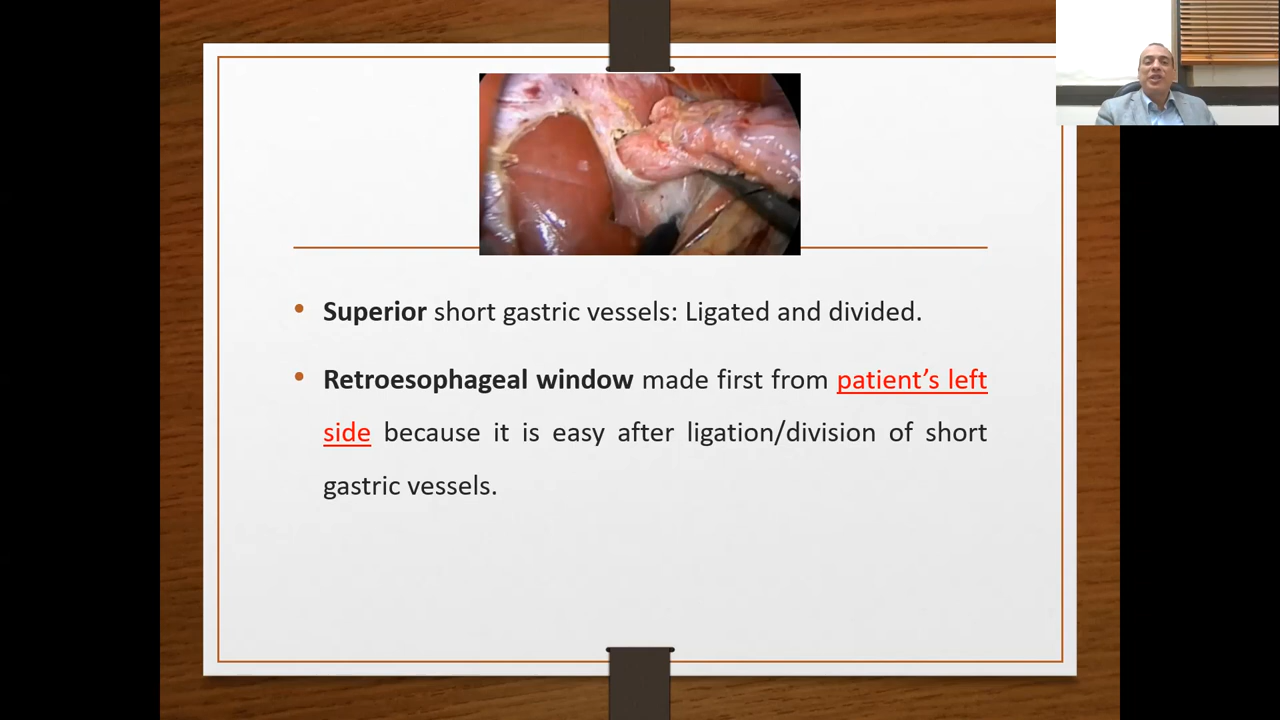 Superior short gastric vessels: Ligated and divided.
Retroesophageal window made first from patient’s left
side because it is easy after ligation/division of short
gastric vessels.